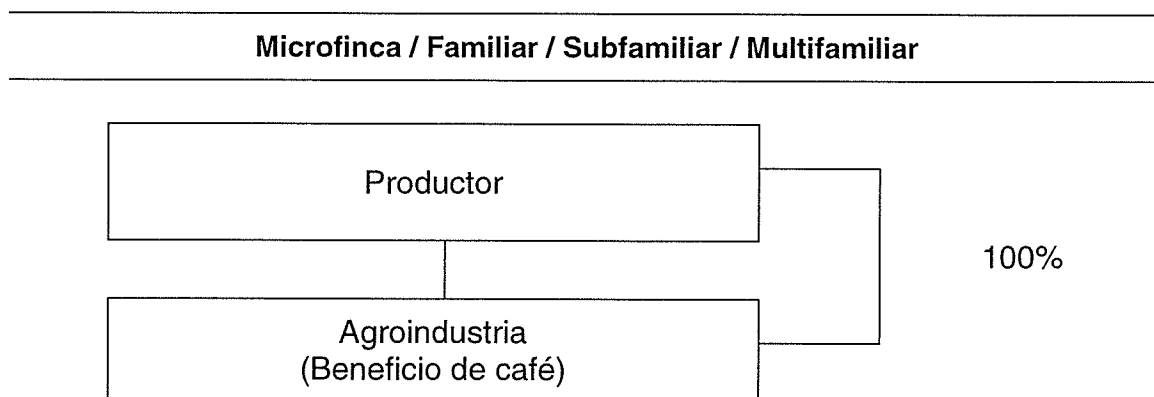 Microfinca / Familiar / Subfamiliar / Multifamiliar
Productor
100%
Agroindustria
(Beneficio de café)